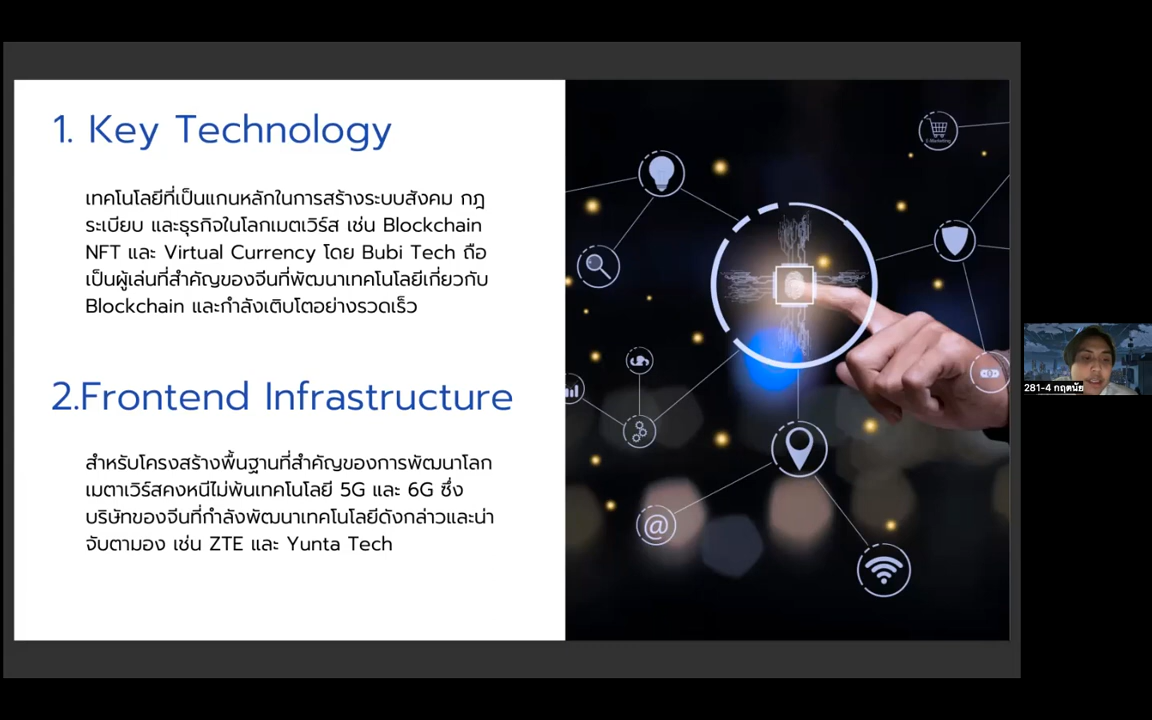 1. Key Technology
เทคโนโลยีที่เป็นแกนหลักในการสร้างระบบสังคม กฎ
ระเบียบ และธุรกิจในโลกเมตเวิร์ส เช่น Blockchain
NFT และ Virtual Currency โดย Bubi Tech ถือ
เป็นผู้เล่นที่สำคัญของจีนที่พัฒนาเทคโนโลยีเกี่ยวกับ
Blockchain และกำลังเติบโตอย่างรวดเร็ว
2.Frontend Infrastructure
สำหรับโครงสร้างพื้นฐานที่สำคัญของการพัฒนาโลก
เมตาเวิร์สคงหนีไม่พ้นเทคโนโลยี 5G และ 6G ซึ่ง
บริษัทของจีนที่กำลังพัฒนาเทคโนโลยีดังกล่าวและน่า
จับตามอง เช่น ZTE และ Yunta Tech
E-Marketing
@
281-4 กฤตนัย